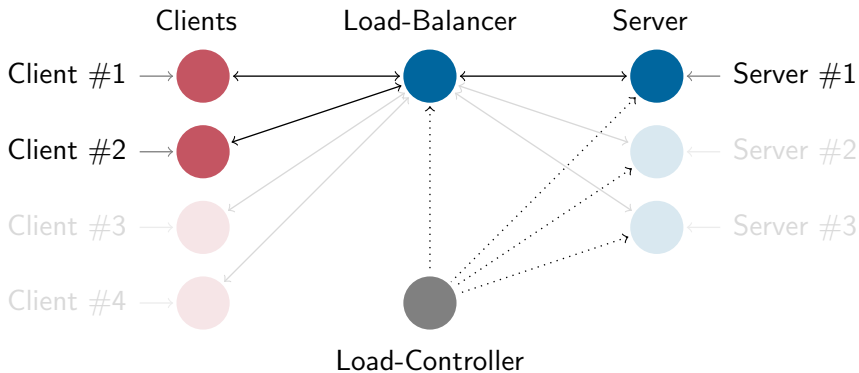 Clients
Load-Balancer
Server
Client #1
Server #1
Client #2
Server #2
Client #3
Server #3
Client #4
Load-Controller